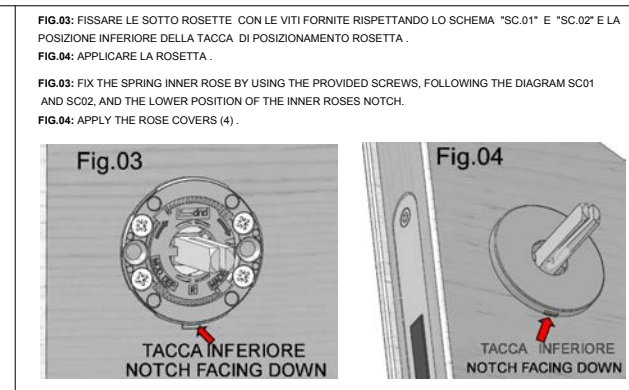 FIG.03: FISSARE LE SOTTO ROSETTE CON LE VITI FORNITE RISPETTANDO LO SCHEMA "SC.01" E "SC.02" E LA
POSIZIONE INFERIORE DELLA TACCA DI POSIZIONAMENTO ROSETTA .
FIG.04: APPLICARE LA ROSETTA .
FIG.03: FIX THE SPRING INNER ROSE BY USING THE PROVIDED SCREWS, FOLLOWING THE DIAGRAM SC01
AND SC02, AND THE LOWER POSITION OF THE INNER ROSES NOTCH.
FIG.04: APPLY THE ROSE COVERS (4) .
Fig.03
R
TACCA INFERIORE
NOTCH FACING DOWN
Fig.04
TACCA INFERIORE
NOTCH FACING DOWN